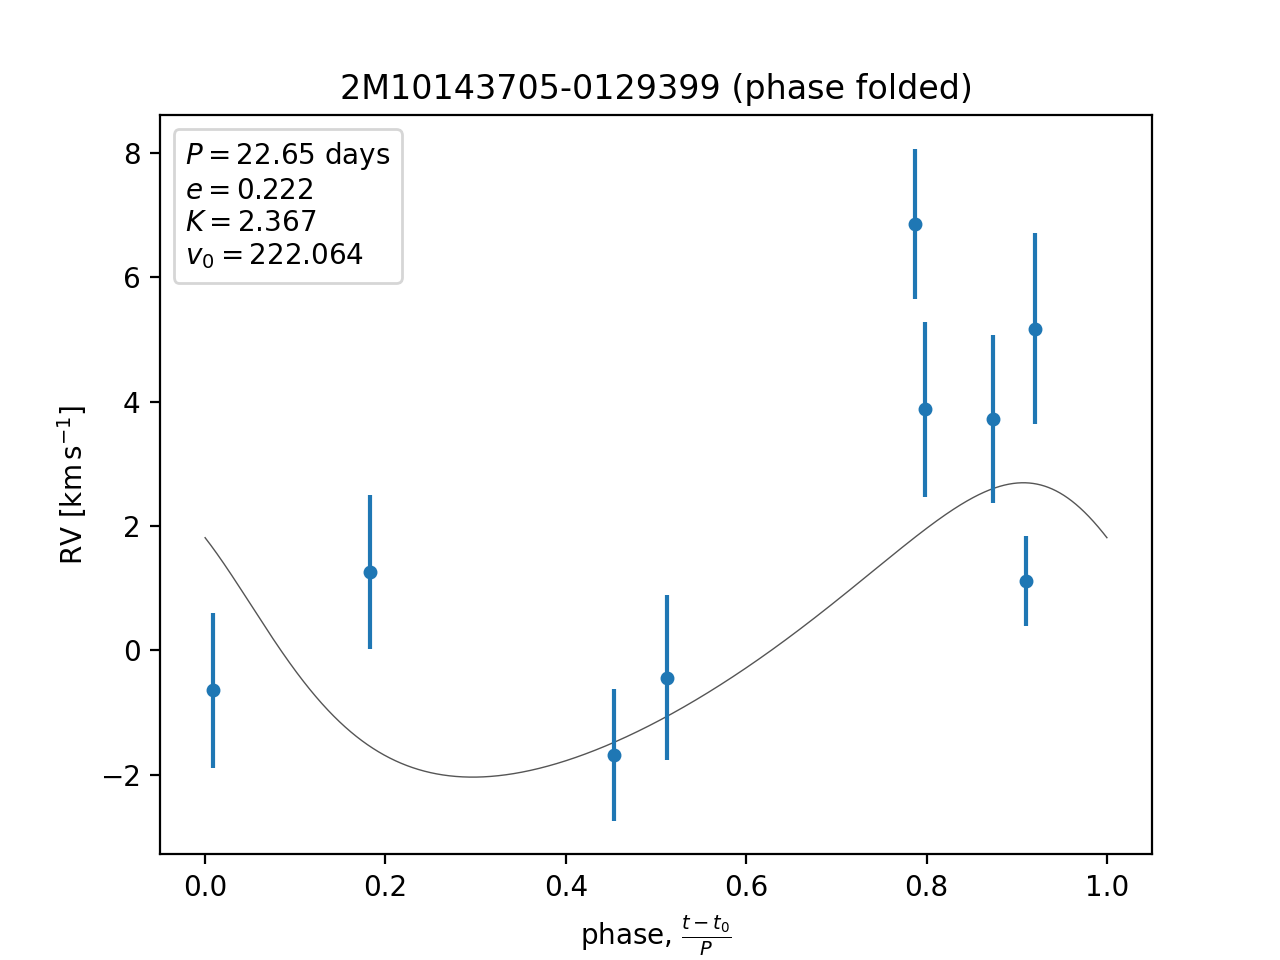 2M10143705-0129399 (phase folded)
P = 22.65 days
e = 0.222
K = 2.367
v₀ = 222.064
8
6
4
2
0
−2
RV [km s⁻¹]
0.0 0.2 0.4 0.6 0.8 1.0
phase, (t − t₀)/P